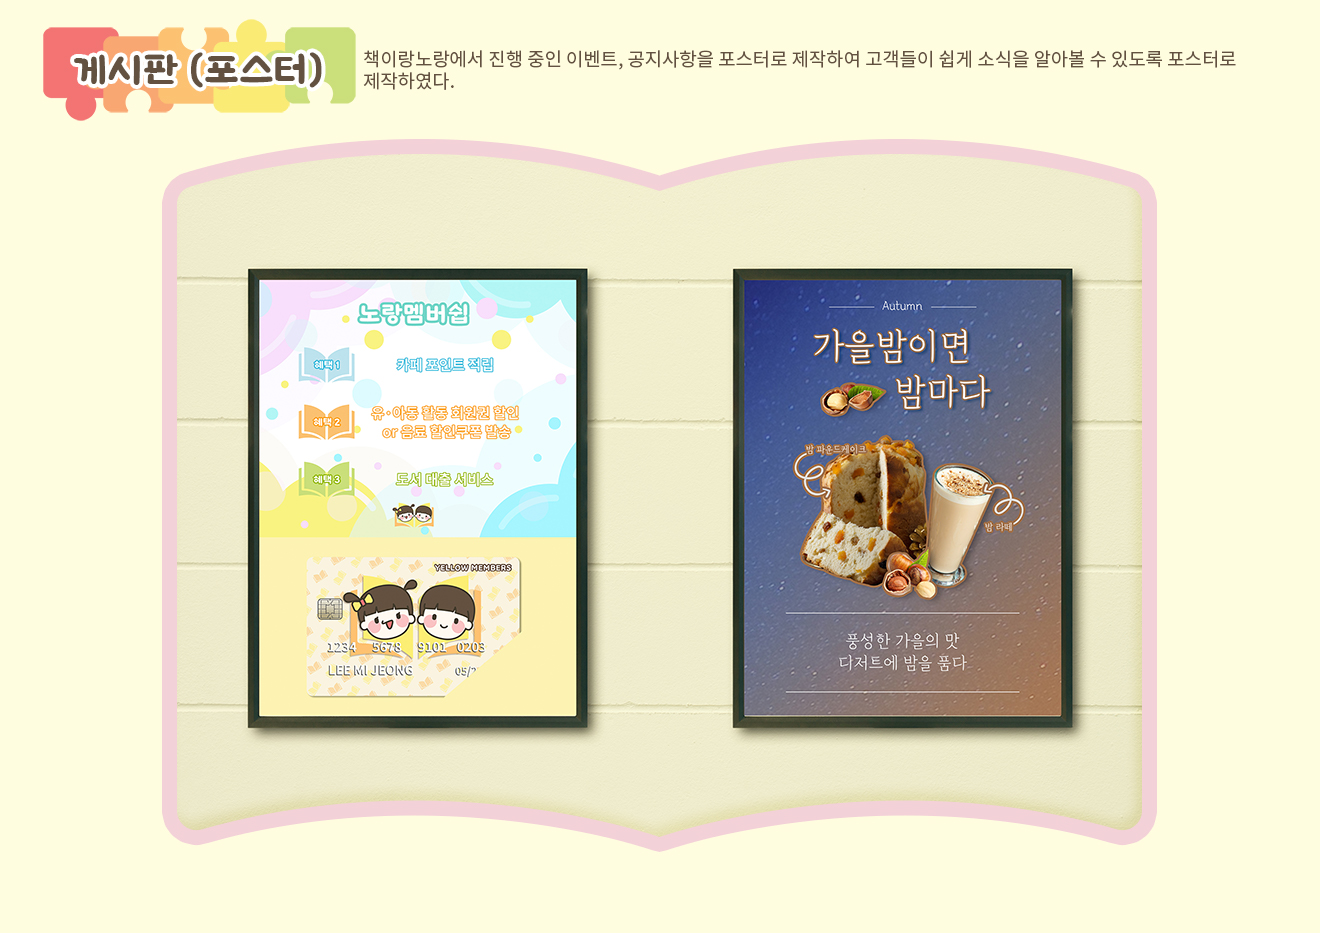 게시판 (포스터)
책이랑노랑에서 진행 중인 이벤트, 공지사항을 포스터로 제작하여 고객들이 쉽게 소식을 알아볼 수 있도록 포스터로
제작하였다.
노랑멤버쉽
혜택 1
카페 포인트 적립
혜택 2
유·아동 활동 회원권 할인
or 음료 할인쿠폰 발송
혜택 3
도서 대출 서비스
YELLOW MEMBERS
1234 5678 9101 0203
LEE MI JEONG
05/2
Autumn
가을밤이면
밤마다
밤 파운드케이크
밤 라떼
풍성한 가을의 맛
디저트에 밤을 품다